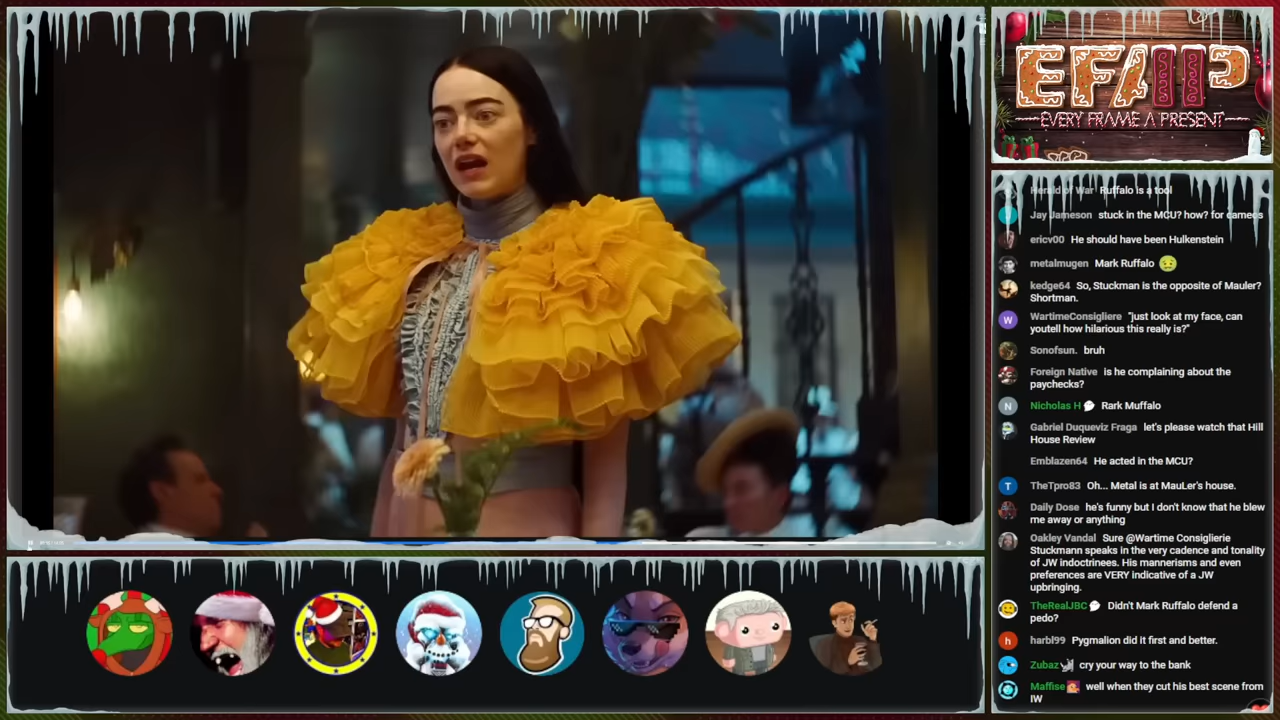 EFAP
EVERY FRAME A PRESENT
Herald of War Ruffalo is a tool
Jay Jameson stuck in the MCU? how? for cameos
ericv00 He should have been Hulkenstein
metalmugen Mark Ruffalo
kedge64 So, Stuckman is the opposite of Mauler?
Shortman.
W
WartimeConsigliere "just look at my face, can
youtell how hilarious this really is?"
Sonofsun. bruh
Foreign Native is he complaining about the
paychecks?
N
Nicholas H Rark Muffalo
Gabriel Duqueviz Fraga let's please watch that Hill
House Review
Emblazen64 He acted in the MCU?
T
TheTpro83 Oh... Metal is at MauLer's house.
Daily Dose he's funny but I don't know that he blew
me away or anything
Oakley Vandal Sure @Wartime Consiglierie
Stuckmann speaks in the very cadence and tonality
of JW indoctrinees. His mannerisms and even
preferences are VERY indicative of a JW
upbringing.
TheRealJBC Didn't Mark Ruffalo defend a
pedo?
h
harbl99 Pygmalion did it first and better.
Zubaz cry your way to the bank
Maffise well when they cut his best scene from
IW